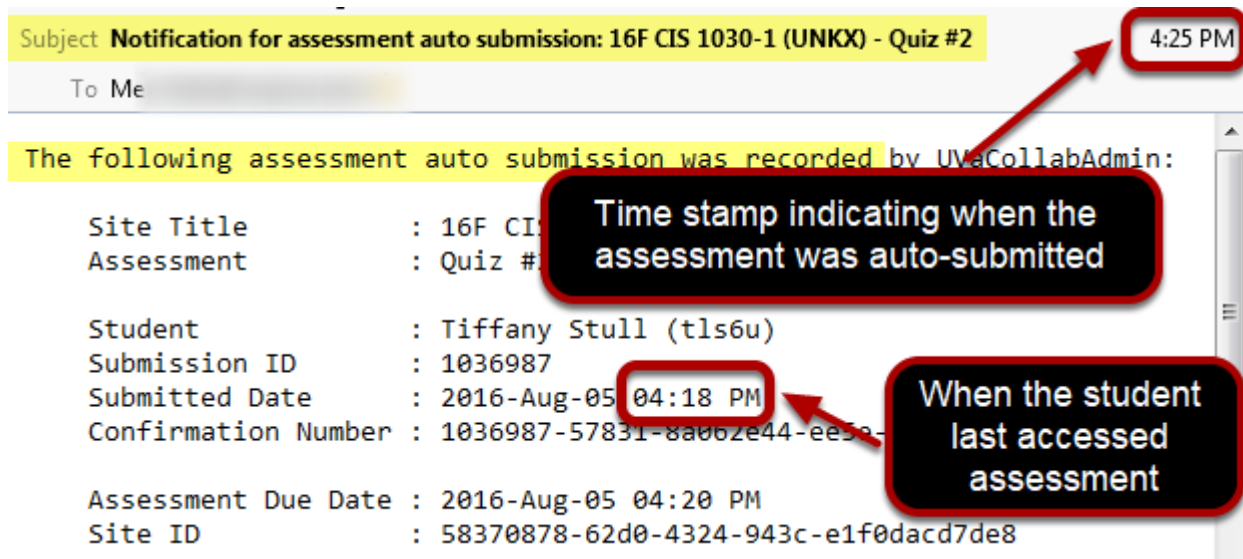 Subject Notification for assessment auto submission: 16F CIS 1030-1 (UNKX) - Quiz #2 4:25 PM
To Me
The following assessment auto submission was recorded by UVaCollabAdmin:
Site Title : 16F CIS
Assessment : Quiz
Time stamp indicating when the
assessment was auto-submitted
Student : Tiffany Stull (tls6u)
Submission ID : 1036987
Submitted Date : 2016-Aug-05 04:18 PM
Confirmation Number : 1036987-57831-8a062e44-ee5e-
When the student
last accessed
assessment
Assessment Due Date : 2016-Aug-05 04:20 PM
Site ID : 58370878-62d0-4324-943c-e1f0dacd7de8